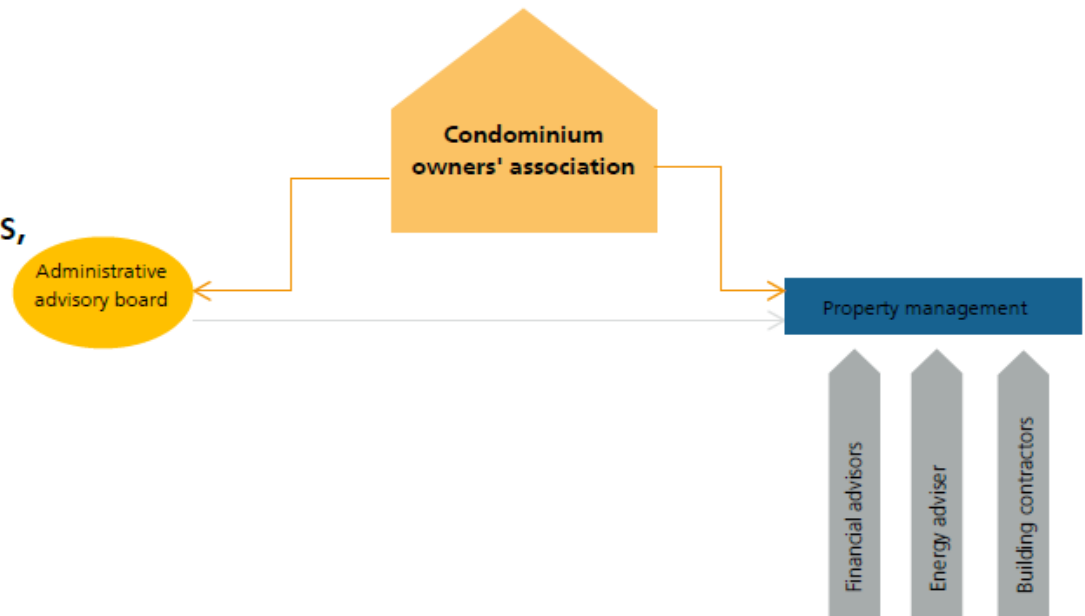 Condominium
owners' association
s,
Administrative
advisory board
Property management
Financial advisors
Energy adviser
Building contractors